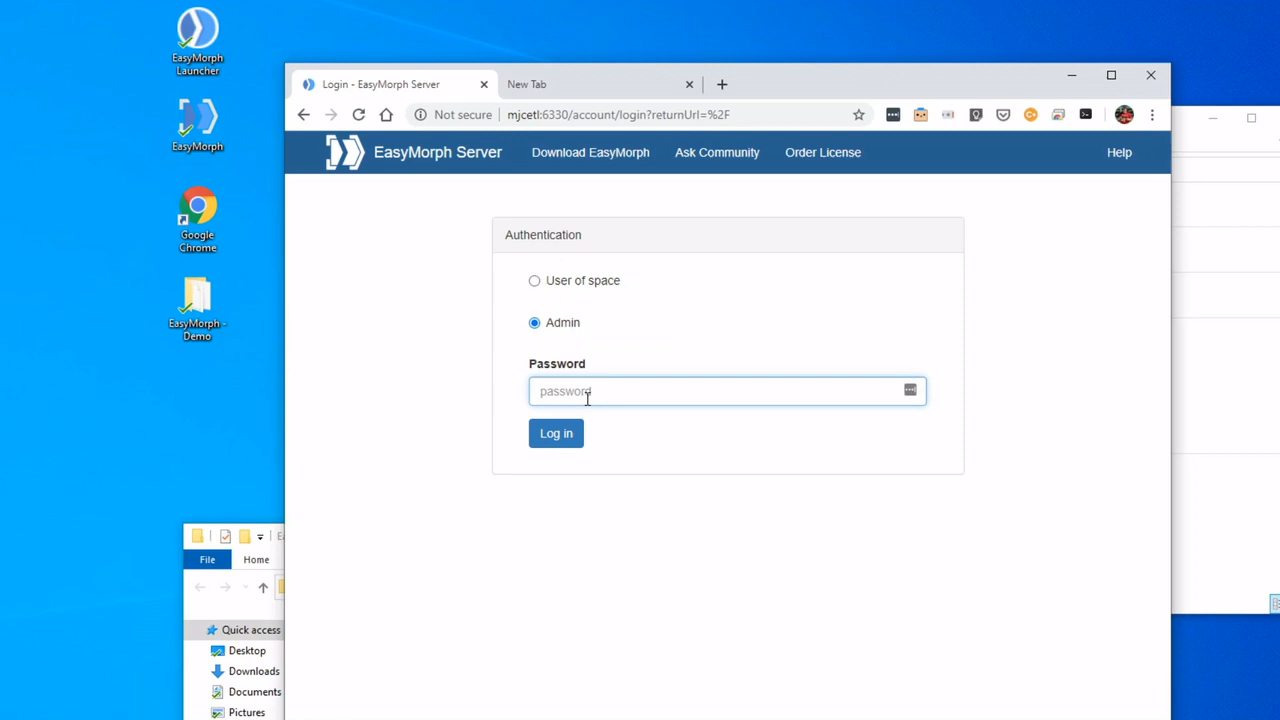 EasyMorph
Launcher
EasyMorph
Google
Chrome
EasyMorph -
Demo
Login - EasyMorph Server
New Tab
Not secure
mjcetl:6330/account/login?returnUrl=%2F
EasyMorph Server
Download EasyMorph
Ask Community
Order License
Help
Authentication
User of space
Admin
Password
password
Log in
File
Home
Quick access
Desktop
Downloads
Documents
Pictures